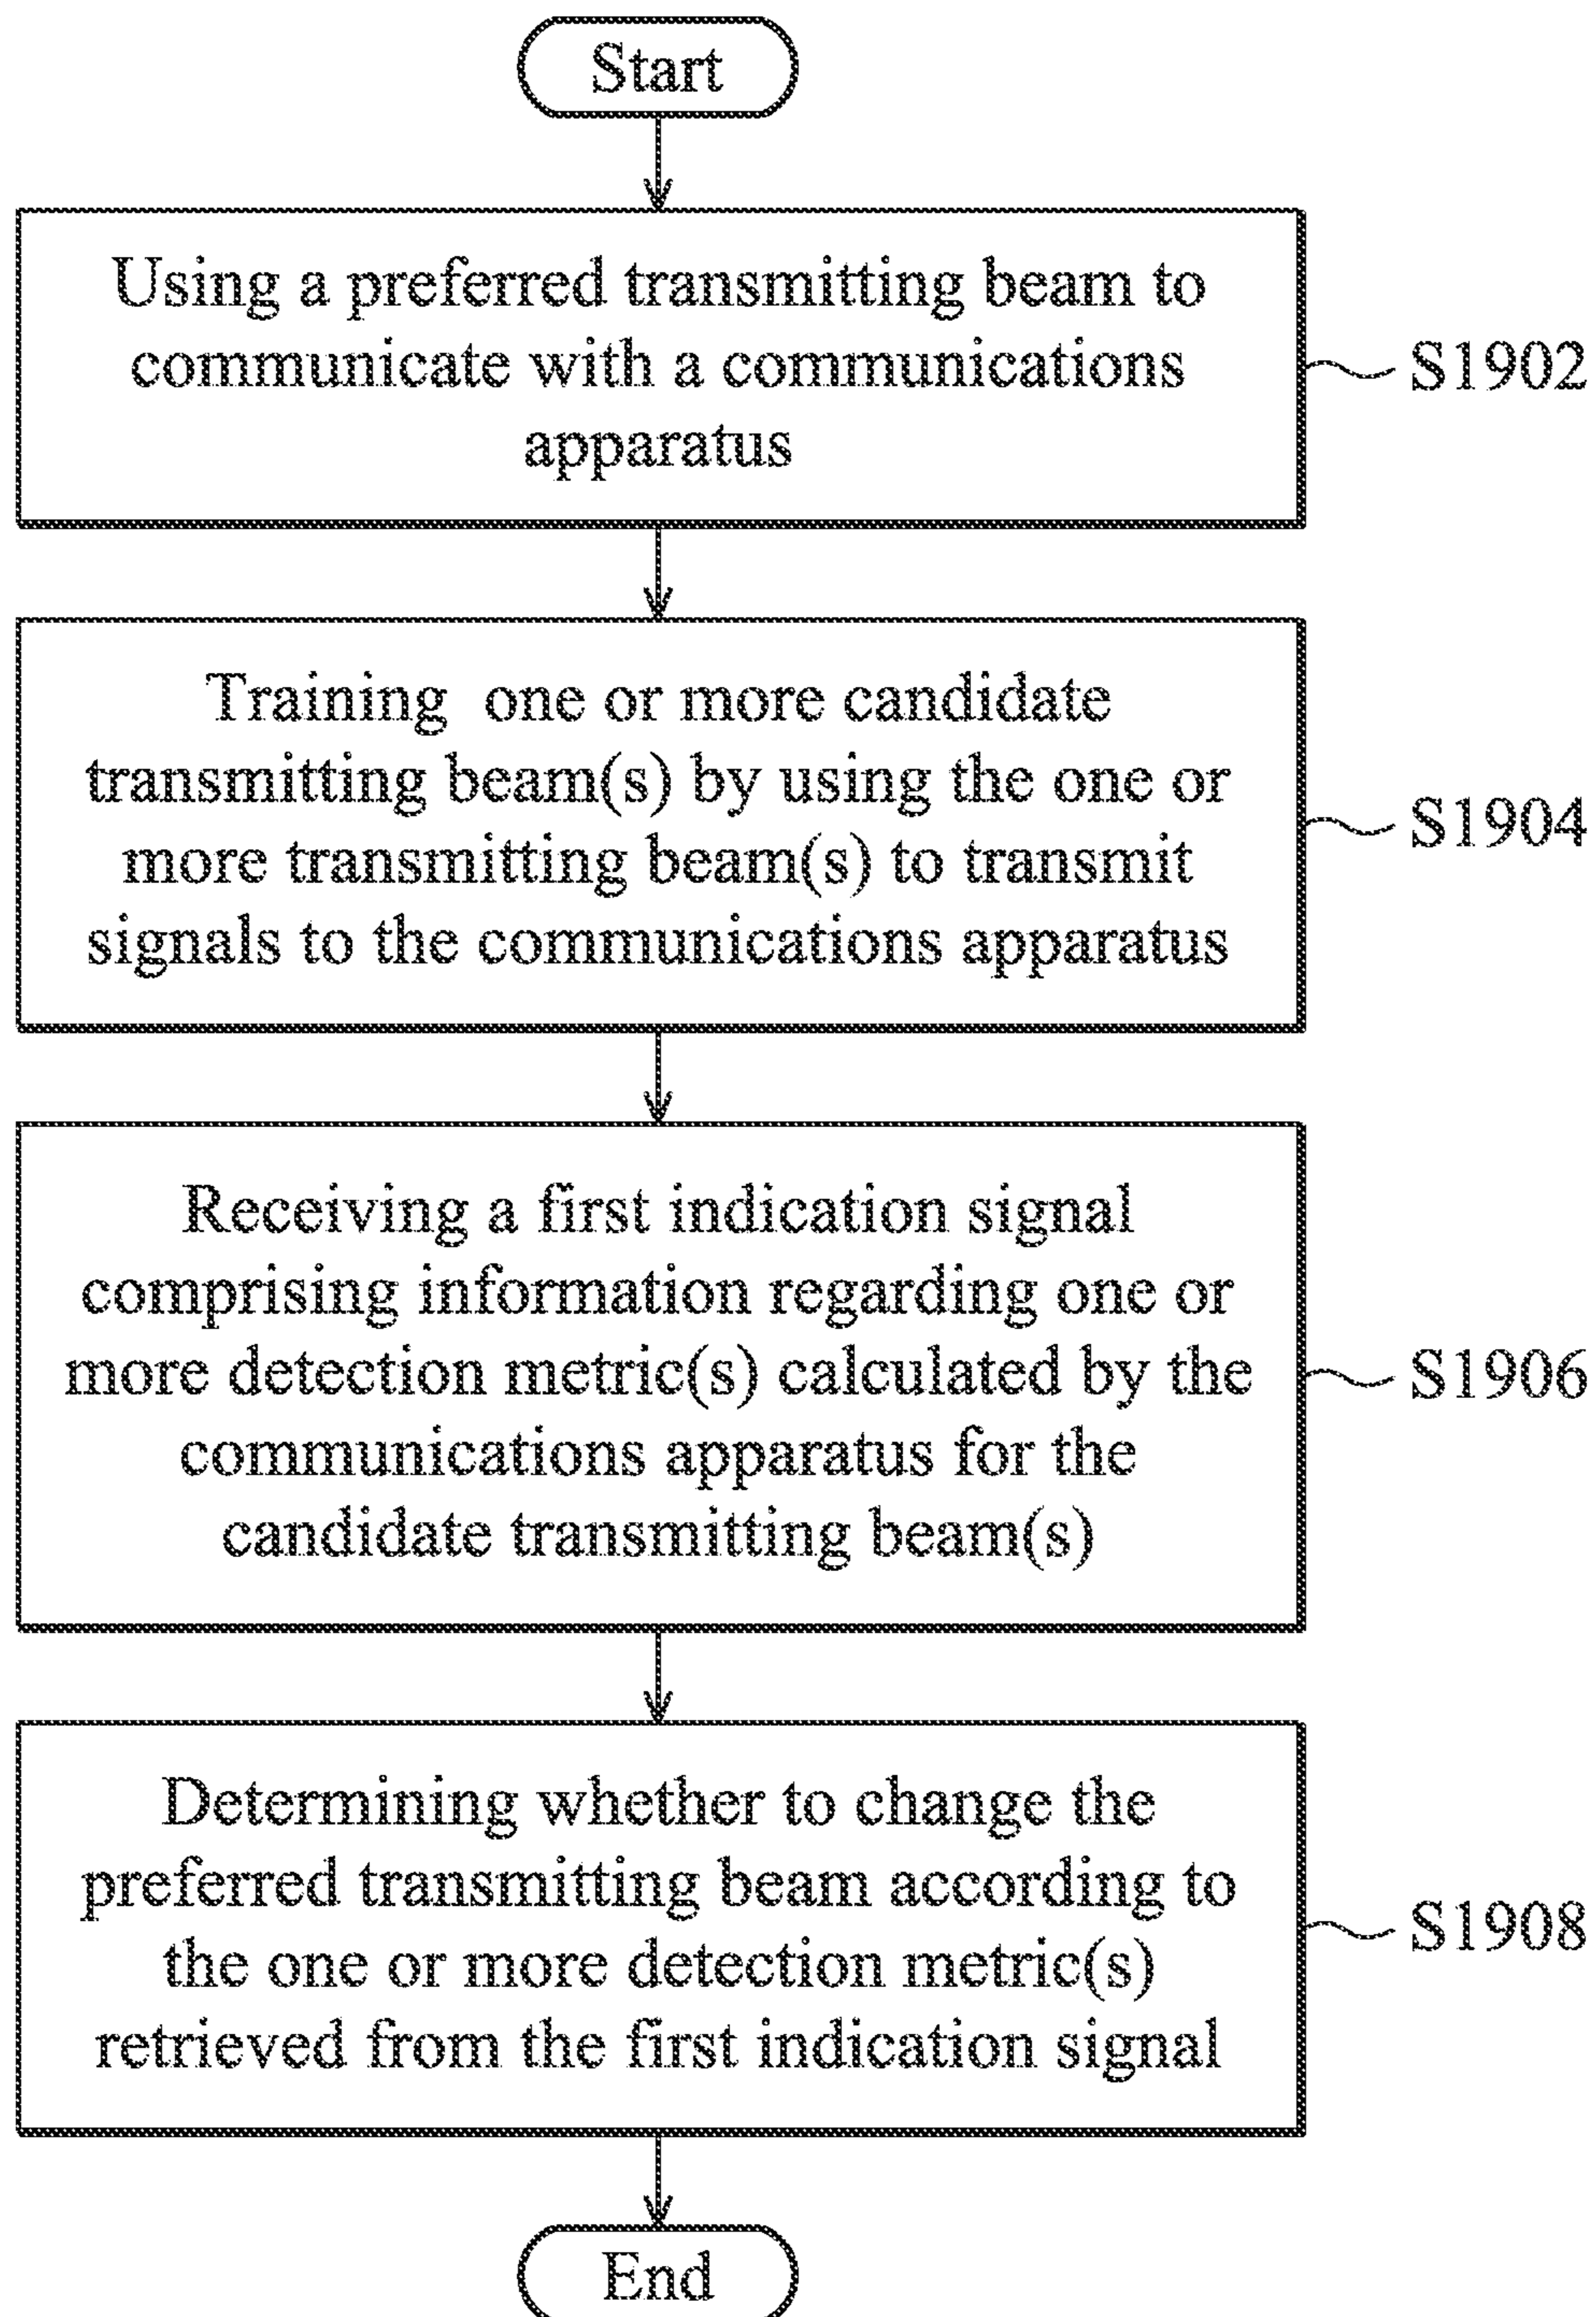 Start
Using a preferred transmitting beam to
communicate with a communications
apparatus
S1902
Training one or more candidate
transmitting beam(s) by using the one or
more transmitting beam(s) to transmit
signals to the communications apparatus
S1904
Receiving a first indication signal
comprising information regarding one or
more detection metric(s) calculated by the
communications apparatus for the
candidate transmitting beam(s)
S1906
Determining whether to change the
preferred transmitting beam according to
the one or more detection metric(s)
retrieved from the first indication signal
S1908
End